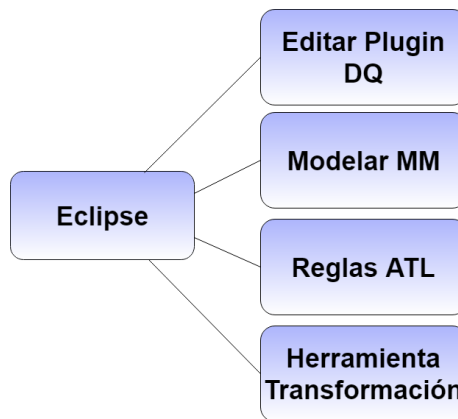 Editar Plugin
DQ
Modelar MM
Eclipse
Reglas ATL
Herramienta
Transformación